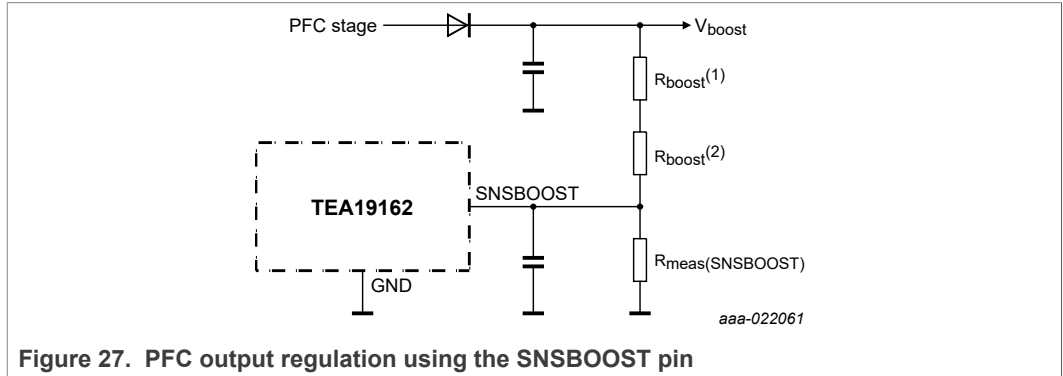 PFC stage
Vboost
Rboost(1)
Rboost(2)
SNSBOOST
TEA19162
Rmeas(SNSBOOST)
GND
aaa-022061
Figure 27. PFC output regulation using the SNSBOOST pin